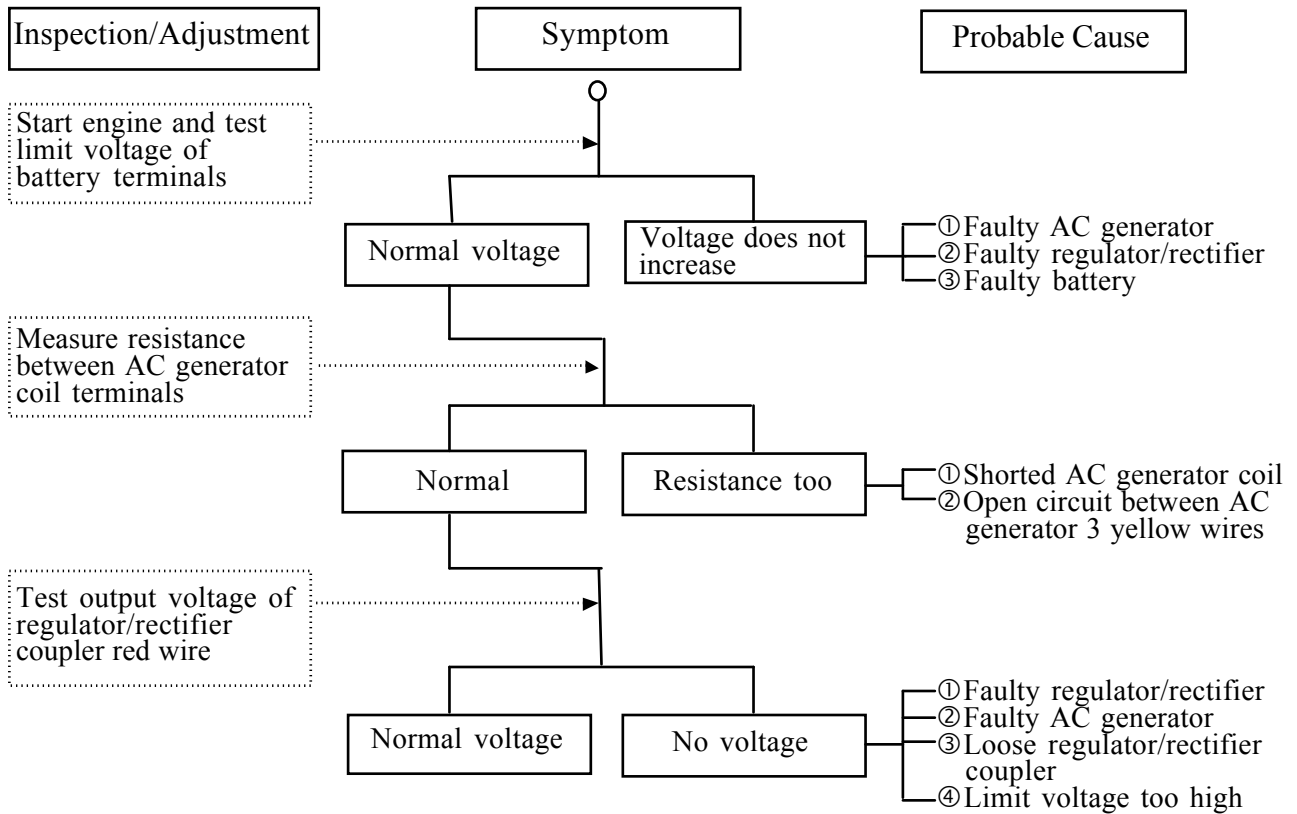 Inspection/Adjustment
Symptom
Probable Cause
Start engine and test
limit voltage of
battery terminals
Normal voltage
Voltage does not
increase
①Faulty AC generator
②Faulty regulator/rectifier
③Faulty battery
Measure resistance
between AC generator
coil terminals
Normal
Resistance too
①Shorted AC generator coil
②Open circuit between AC
generator 3 yellow wires
Test output voltage of
regulator/rectifier
coupler red wire
Normal voltage
No voltage
①Faulty regulator/rectifier
②Faulty AC generator
③Loose regulator/rectifier
coupler
④Limit voltage too high